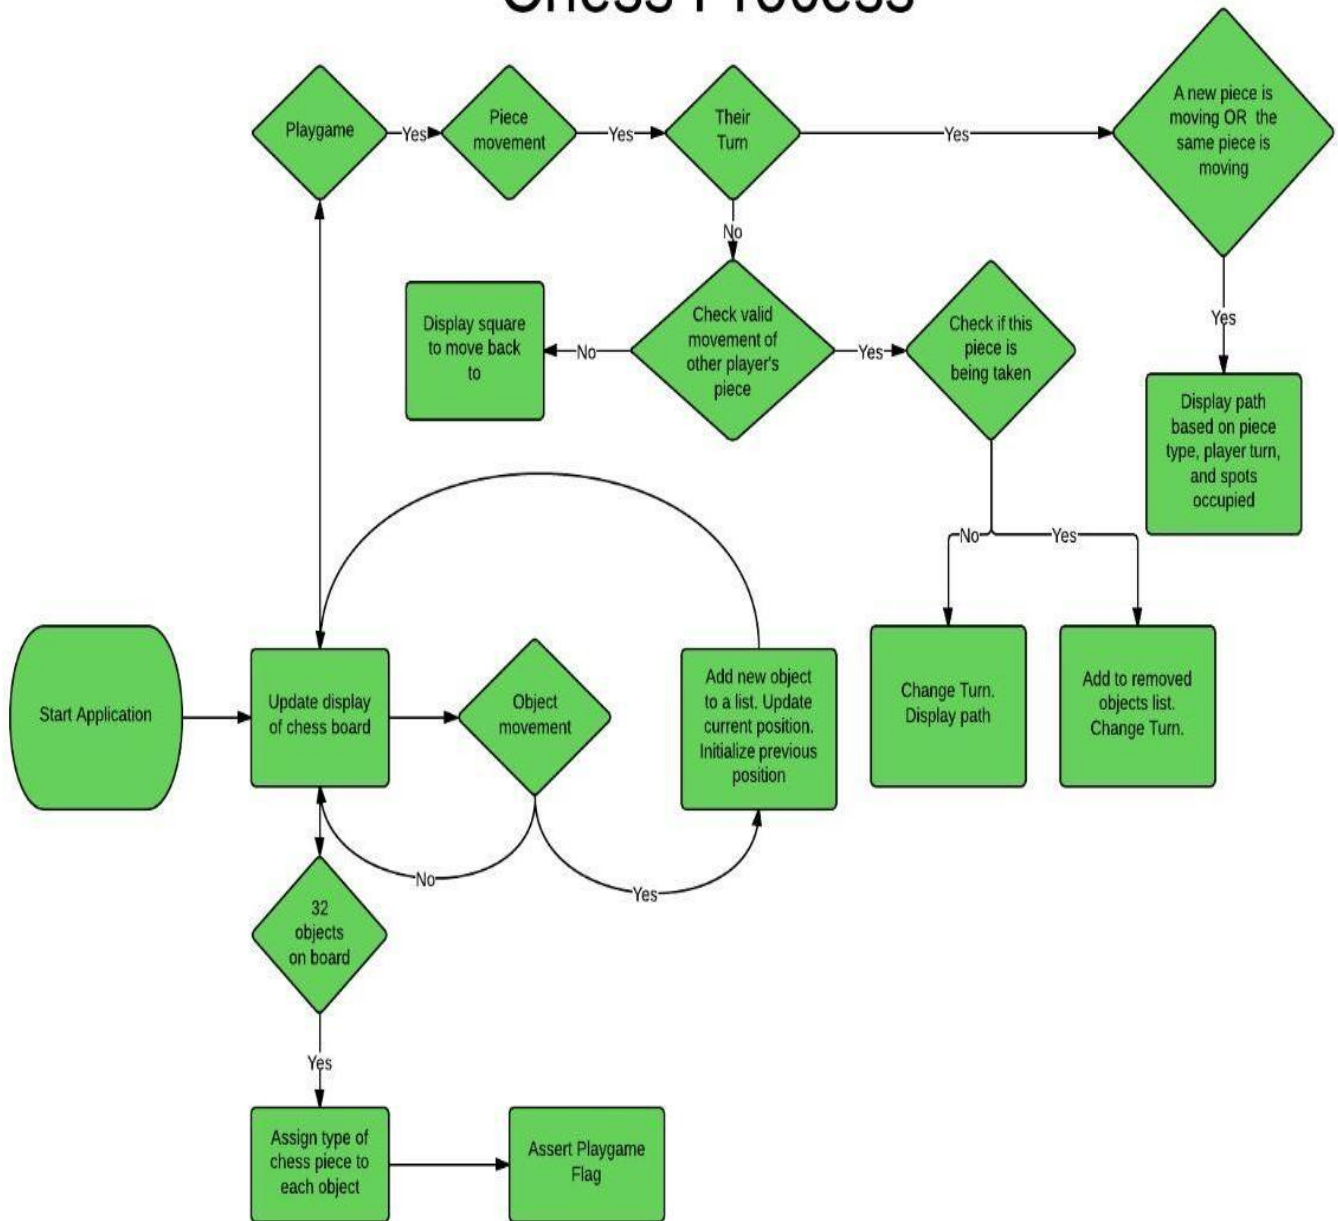 Chess Process
Playgame
Yes
Piece
movement
Yes
Their
Turn
Yes
A new piece is
moving OR the
same piece is
moving
No
Yes
Display square
to move back
to
No
Check valid
movement of
other player's
piece
Yes
Check if this
piece is
being taken
Display path
based on piece
type, player turn,
and spots
occupied
No
Yes
Start Application
Update display
of chess board
Object
movement
Add new object
to a list. Update
current position.
Initialize previous
position
Change Turn.
Display path
Add to removed
objects list.
Change Turn.
No
Yes
32
objects
on board
Yes
Assign type of
chess piece to
each object
Assert Playgame
Flag